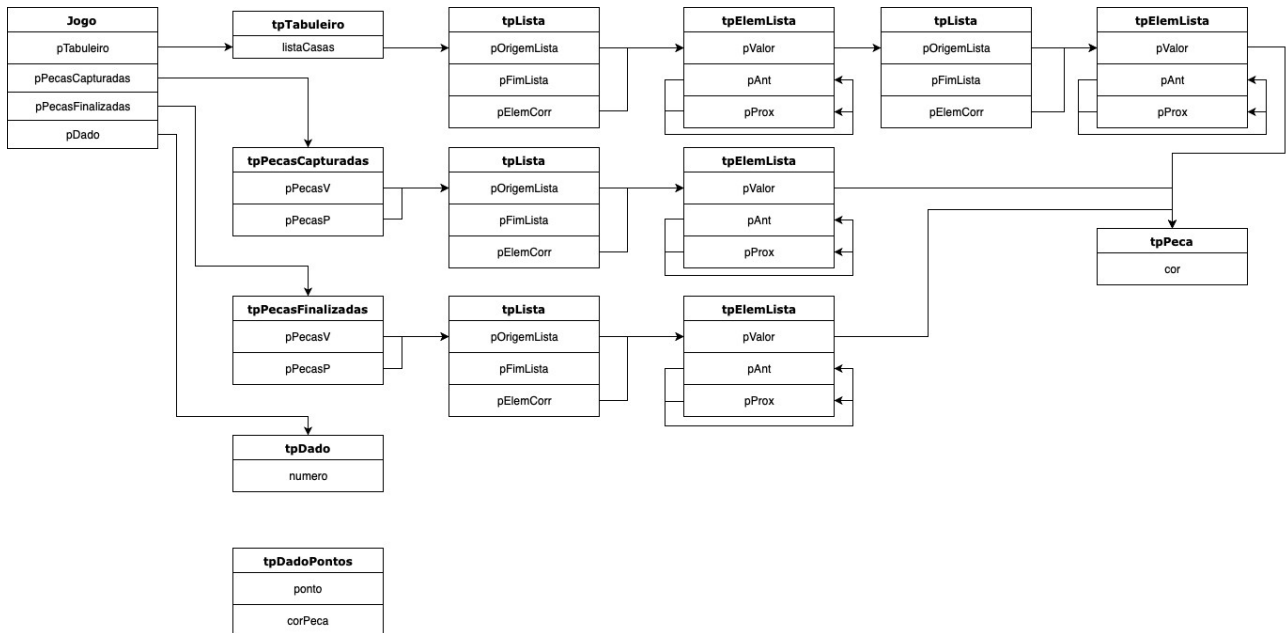 Jogo
pTabuleiro
pPecasCapturadas
pPecasFinalizadas
pDado
tpTabuleiro
listaCasas
tpLista
pOrigemLista
pFimLista
pElemCorr
tpElemLista
pValor
pAnt
pProx
tpLista
pOrigemLista
pFimLista
pElemCorr
tpElemLista
pValor
pAnt
pProx
tpPecasCapturadas
pPecasV
pPecasP
tpLista
pOrigemLista
pFimLista
pElemCorr
tpElemLista
pValor
pAnt
pProx
tpPeca
cor
tpPecasFinalizadas
pPecasV
pPecasP
tpLista
pOrigemLista
pFimLista
pElemCorr
tpElemLista
pValor
pAnt
pProx
tpDado
numero
tpDadoPontos
ponto
corPeca